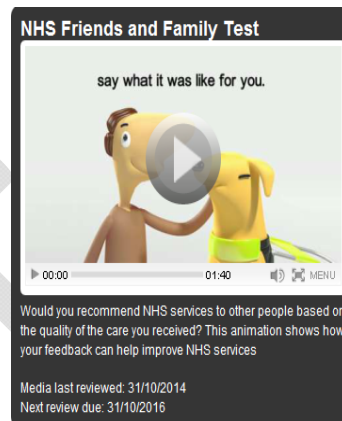 NHS Friends and Family Test
say what it was like for you.
00:00 01:40 MENU
Would you recommend NHS services to other people based on
the quality of the care you received? This animation shows how
your feedback can help improve NHS services
Media last reviewed: 31/10/2014
Next review due: 31/10/2016